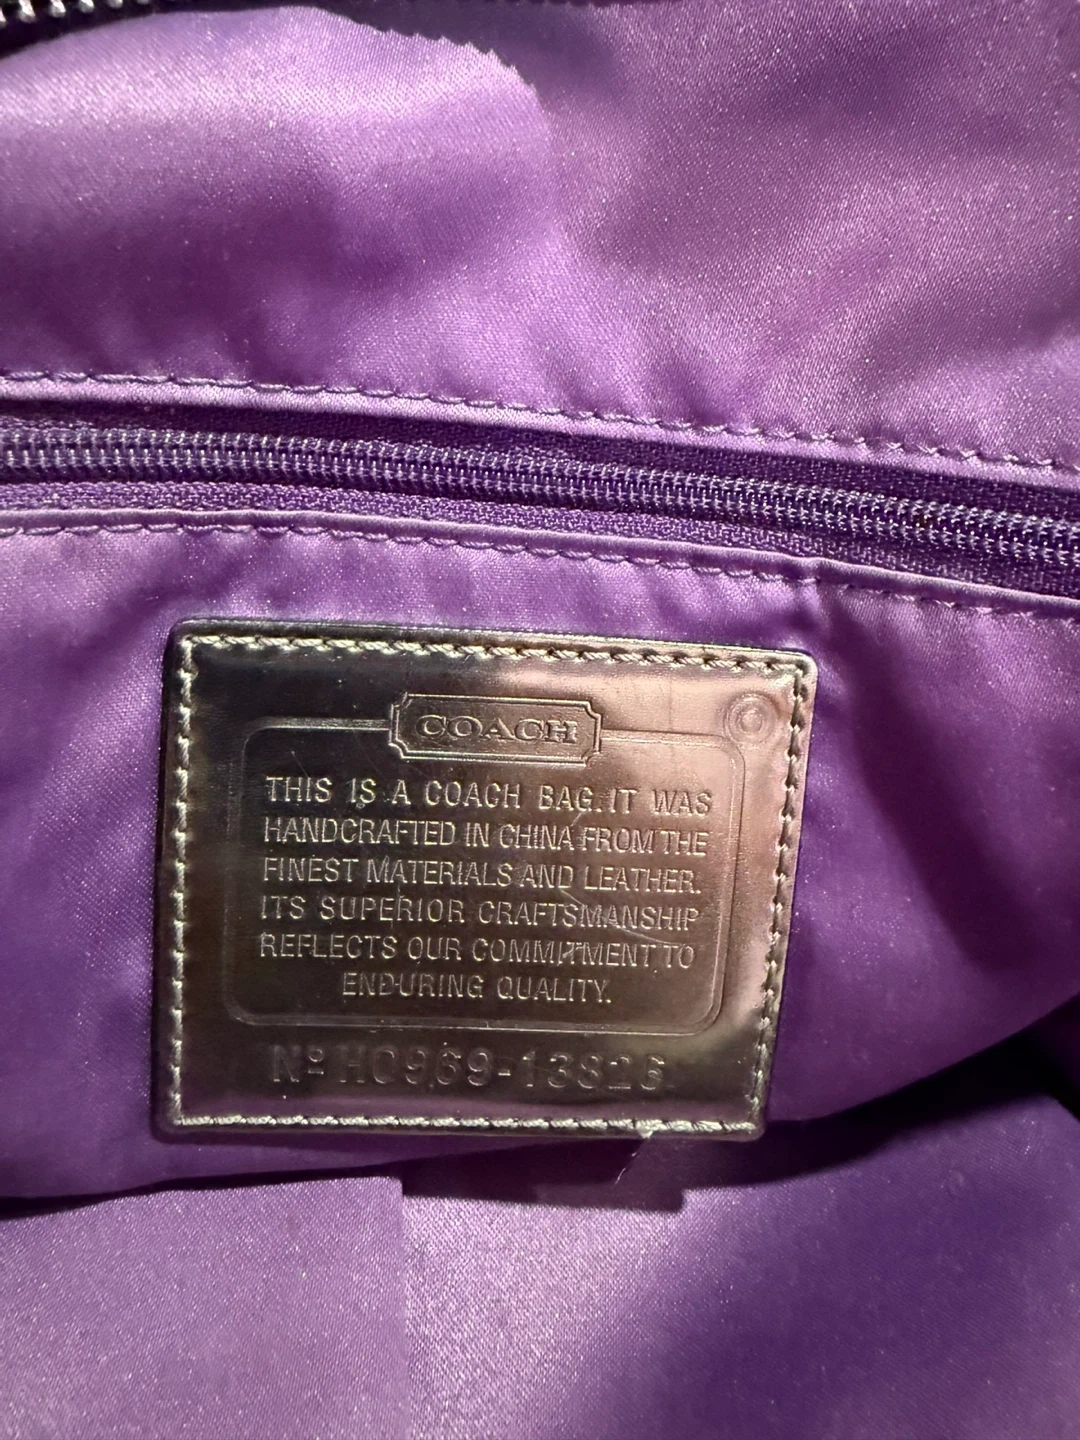 COACH
THIS IS A COACH BAG. IT WAS
HANDCRAFTED IN CHINA FROM THE
FINEST MATERIALS AND LEATHER.
ITS SUPERIOR CRAFTSMANSHIP
REFLECTS OUR COMMITMENT TO
ENDURING QUALITY.
Nº H0969-13826